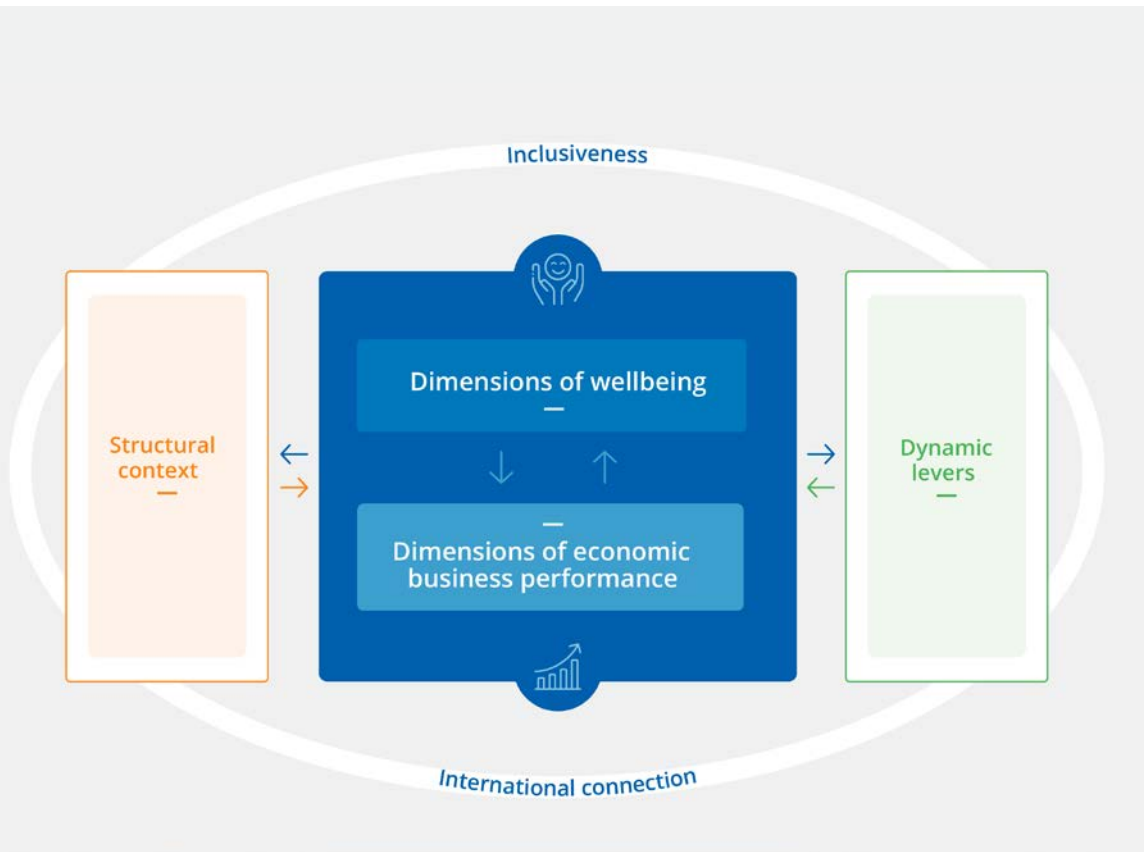 Inclusiveness
Dimensions of wellbeing
Structural
context
Dynamic
levers
Dimensions of economic
business performance
International connection